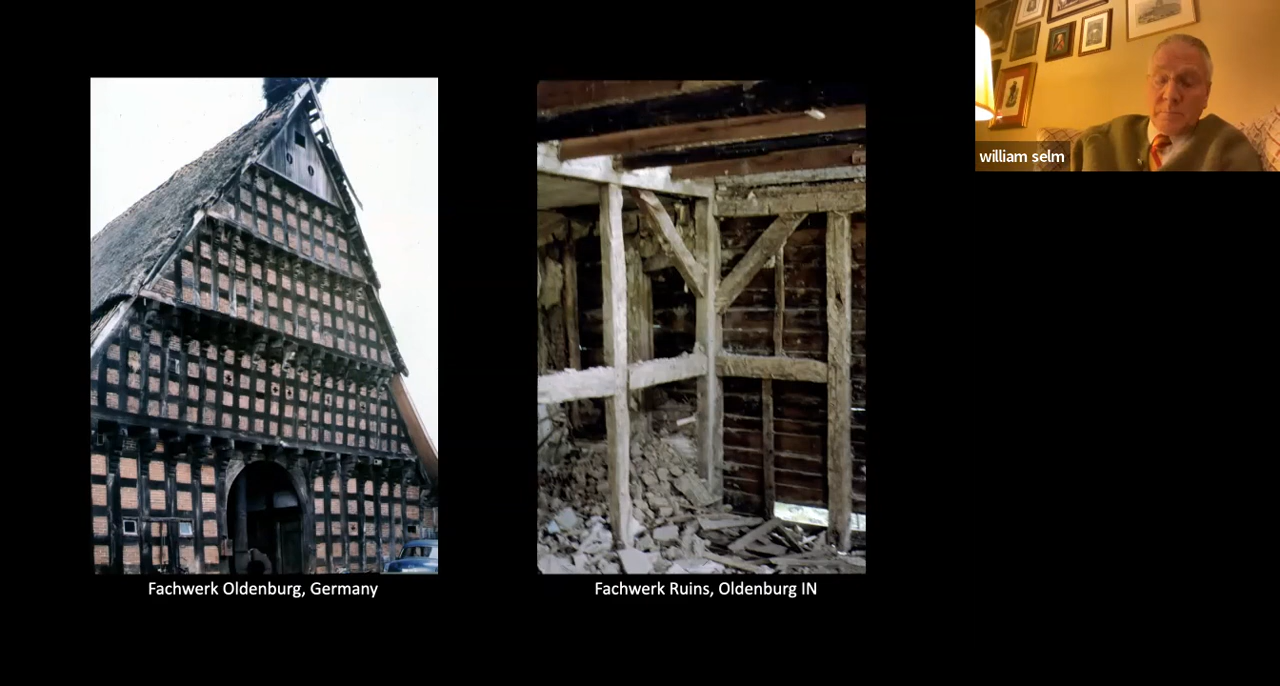 william selm
Fachwerk Oldenburg, Germany
Fachwerk Ruins, Oldenburg IN